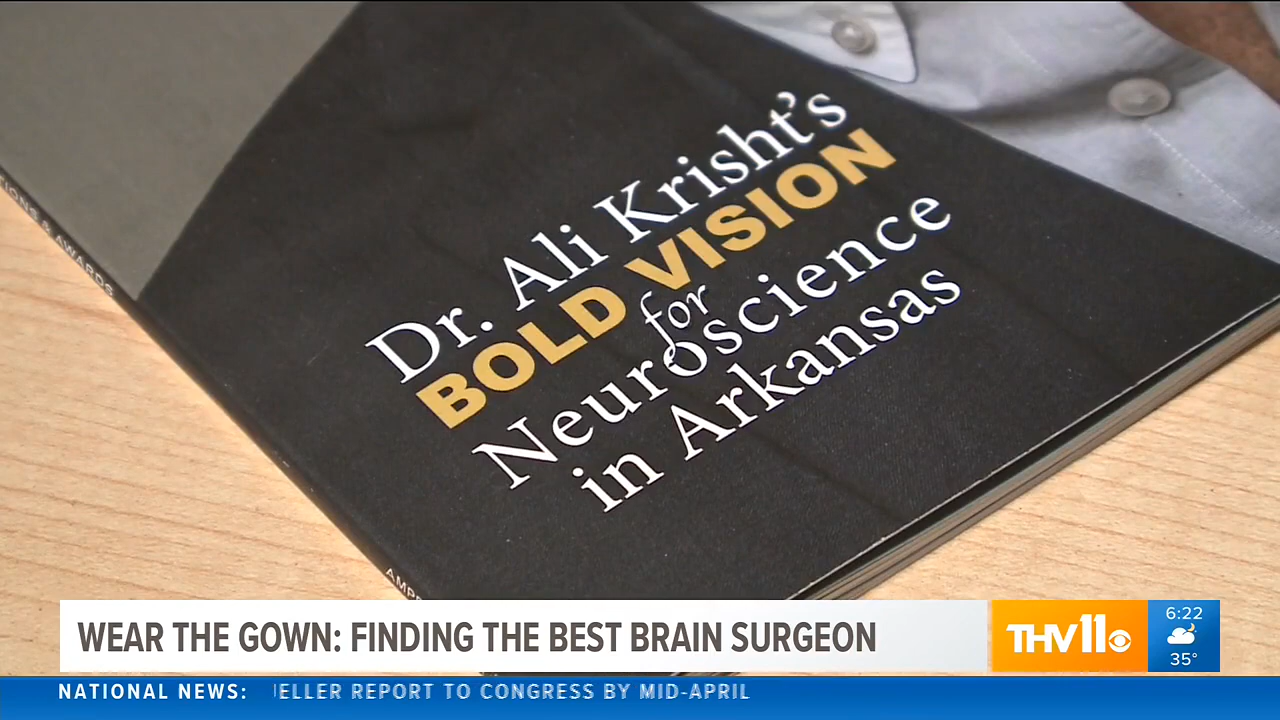 Dr. Ali Krisht's
BOLD VISION
for
Neuroscience
in Arkansas
& AWARDS
WEAR THE GOWN: FINDING THE BEST BRAIN SURGEON
THV11
6:22
35°
NATIONAL NEWS:
REPORT TO CONGRESS BY MID-APRIL